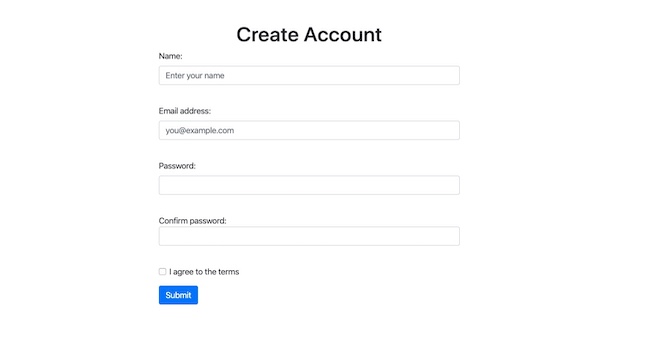 Create Account
Name:
Enter your name
Email address:
you@example.com
Password:
Confirm password:
I agree to the terms
Submit